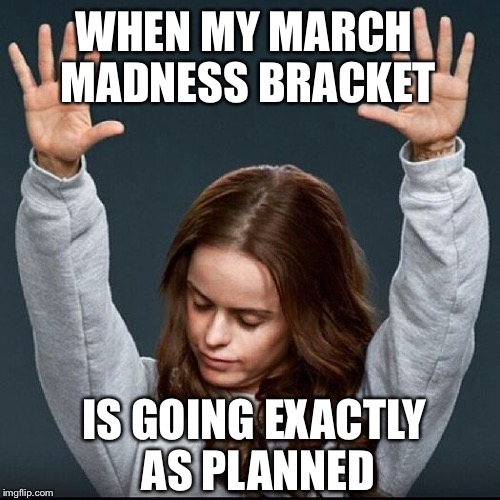 WHEN MY MARCH
MADNESS BRACKET
IS GOING EXACTLY
AS PLANNED
imgflip.com